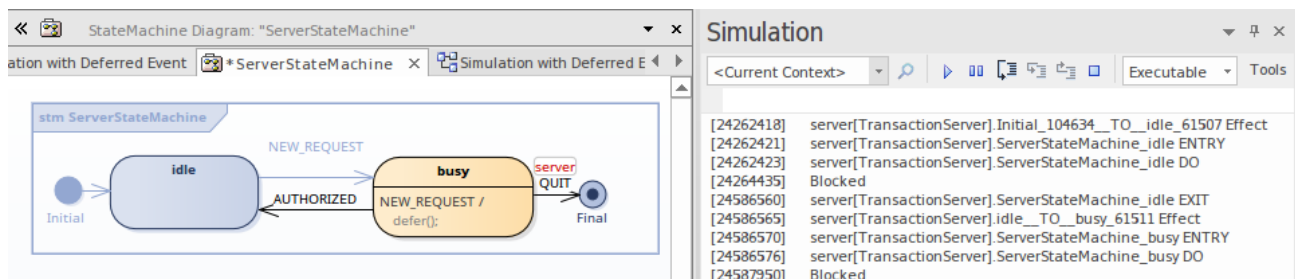 StateMachine Diagram: "ServerStateMachine"
ation with Deferred Event
*ServerStateMachine
Simulation with Deferred E
stm ServerStateMachine
NEW_REQUEST
idle
busy
server
QUIT
AUTHORIZED
NEW_REQUEST /
defer();
Initial
Final
Simulation
<Current Context>
Executable
Tools
[24262418] server[TransactionServer].Initial_104634__TO__idle_61507 Effect
[24262421] server[TransactionServer].ServerStateMachine_idle ENTRY
[24262423] server[TransactionServer].ServerStateMachine_idle DO
[24264435] Blocked
[24586560] server[TransactionServer].ServerStateMachine_idle EXIT
[24586565] server[TransactionServer].idle__TO__busy_61511 Effect
[24586570] server[TransactionServer].ServerStateMachine_busy ENTRY
[24586576] server[TransactionServer].ServerStateMachine_busy DO
[24587950] Blocked